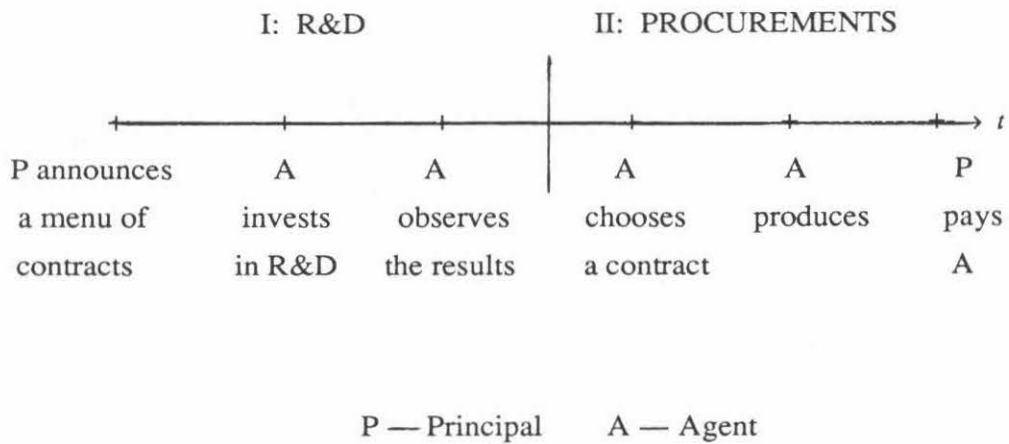 I: R&D II: PROCUREMENTS
t
P announces A A A A P
a menu of invests observes chooses produces pays
contracts in R&D the results a contract A
P — Principal A — Agent